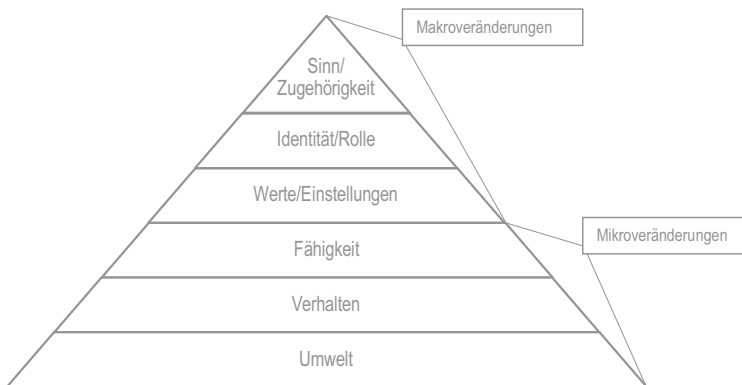 Makroveränderungen
Sinn/
Zugehörigkeit
Identität/Rolle
Werte/Einstellungen
Mikroveränderungen
Fähigkeit
Verhalten
Umwelt